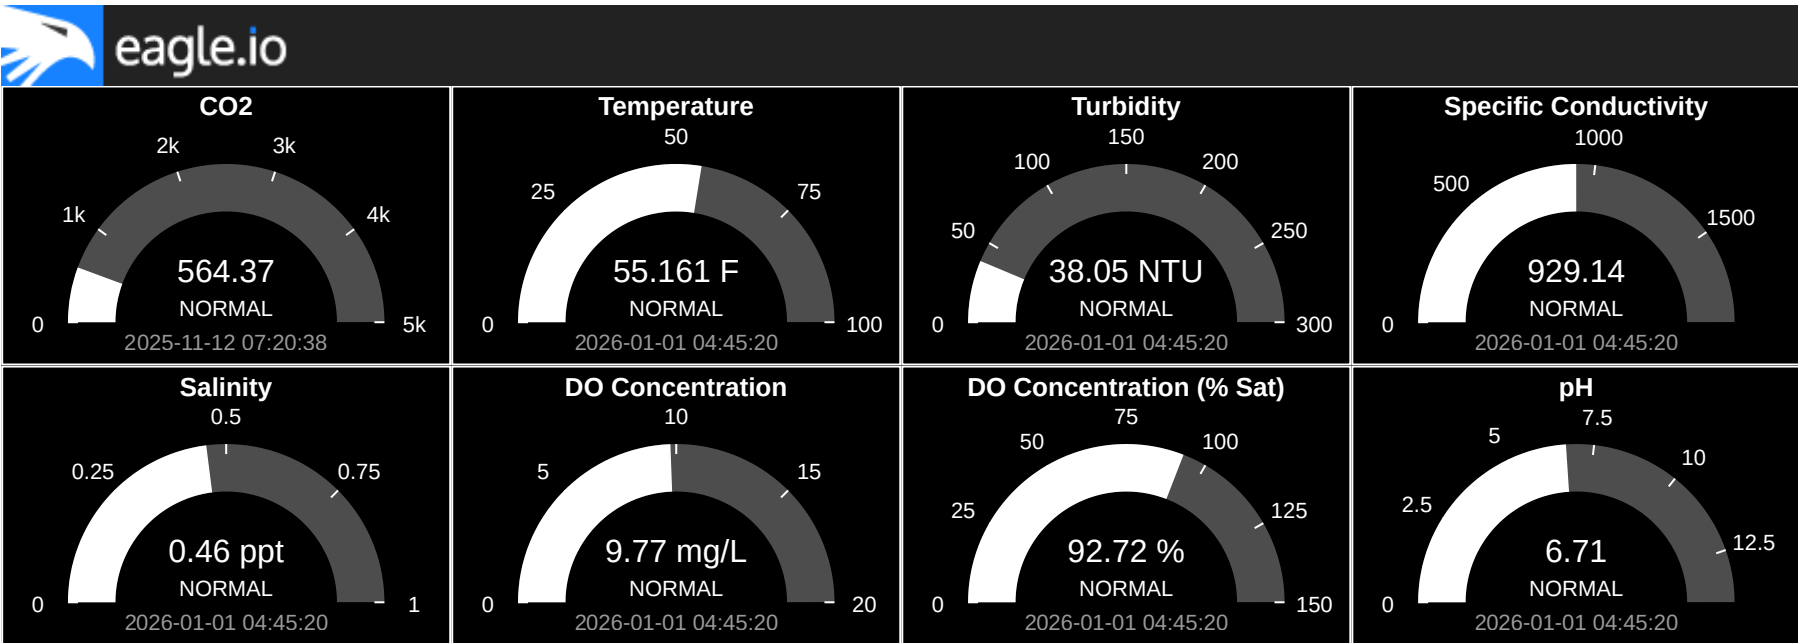 eagle.io
CO2
0
1k
2k
3k
4k
5k
564.37
NORMAL
2025-11-12 07:20:38
Temperature
0
25
50
75
100
55.161 F
NORMAL
2026-01-01 04:45:20
Turbidity
0
50
100
150
200
250
300
38.05 NTU
NORMAL
2026-01-01 04:45:20
Specific Conductivity
0
500
1000
1500
929.14
NORMAL
2026-01-01 04:45:20
Salinity
0
0.25
0.5
0.75
1
0.46 ppt
NORMAL
2026-01-01 04:45:20
DO Concentration
0
5
10
15
20
9.77 mg/L
NORMAL
2026-01-01 04:45:20
DO Concentration (% Sat)
0
25
50
75
100
125
150
92.72 %
NORMAL
2026-01-01 04:45:20
pH
0
2.5
5
7.5
10
12.5
6.71
NORMAL
2026-01-01 04:45:20